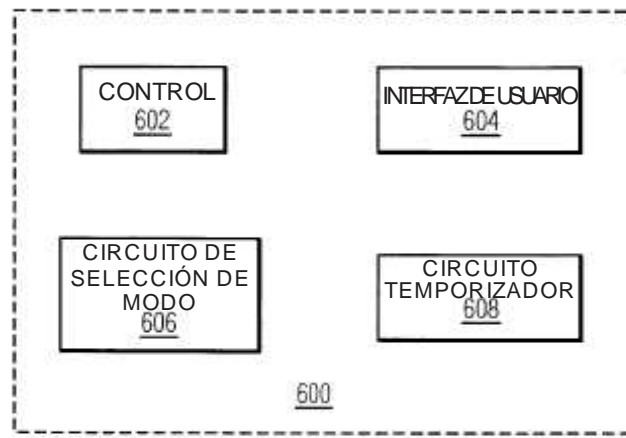 CONTROL
602
INTERFAZ DE USUARIO
604
CIRCUITO DE
SELECCIÓN DE
MODO
606
CIRCUITO
TEMPORIZADOR
608
600